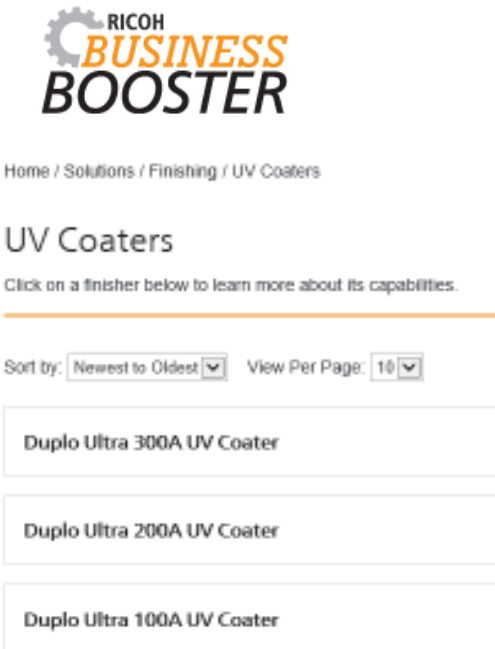 RICOH
BUSINESS
BOOSTER
Home / Solutions / Finishing / UV Coaters
UV Coaters
Click on a finisher below to learn more about its capabilities.
Sort by: Newest to Oldest View Per Page: 10
Duplo Ultra 300A UV Coater
Duplo Ultra 200A UV Coater
Duplo Ultra 100A UV Coater